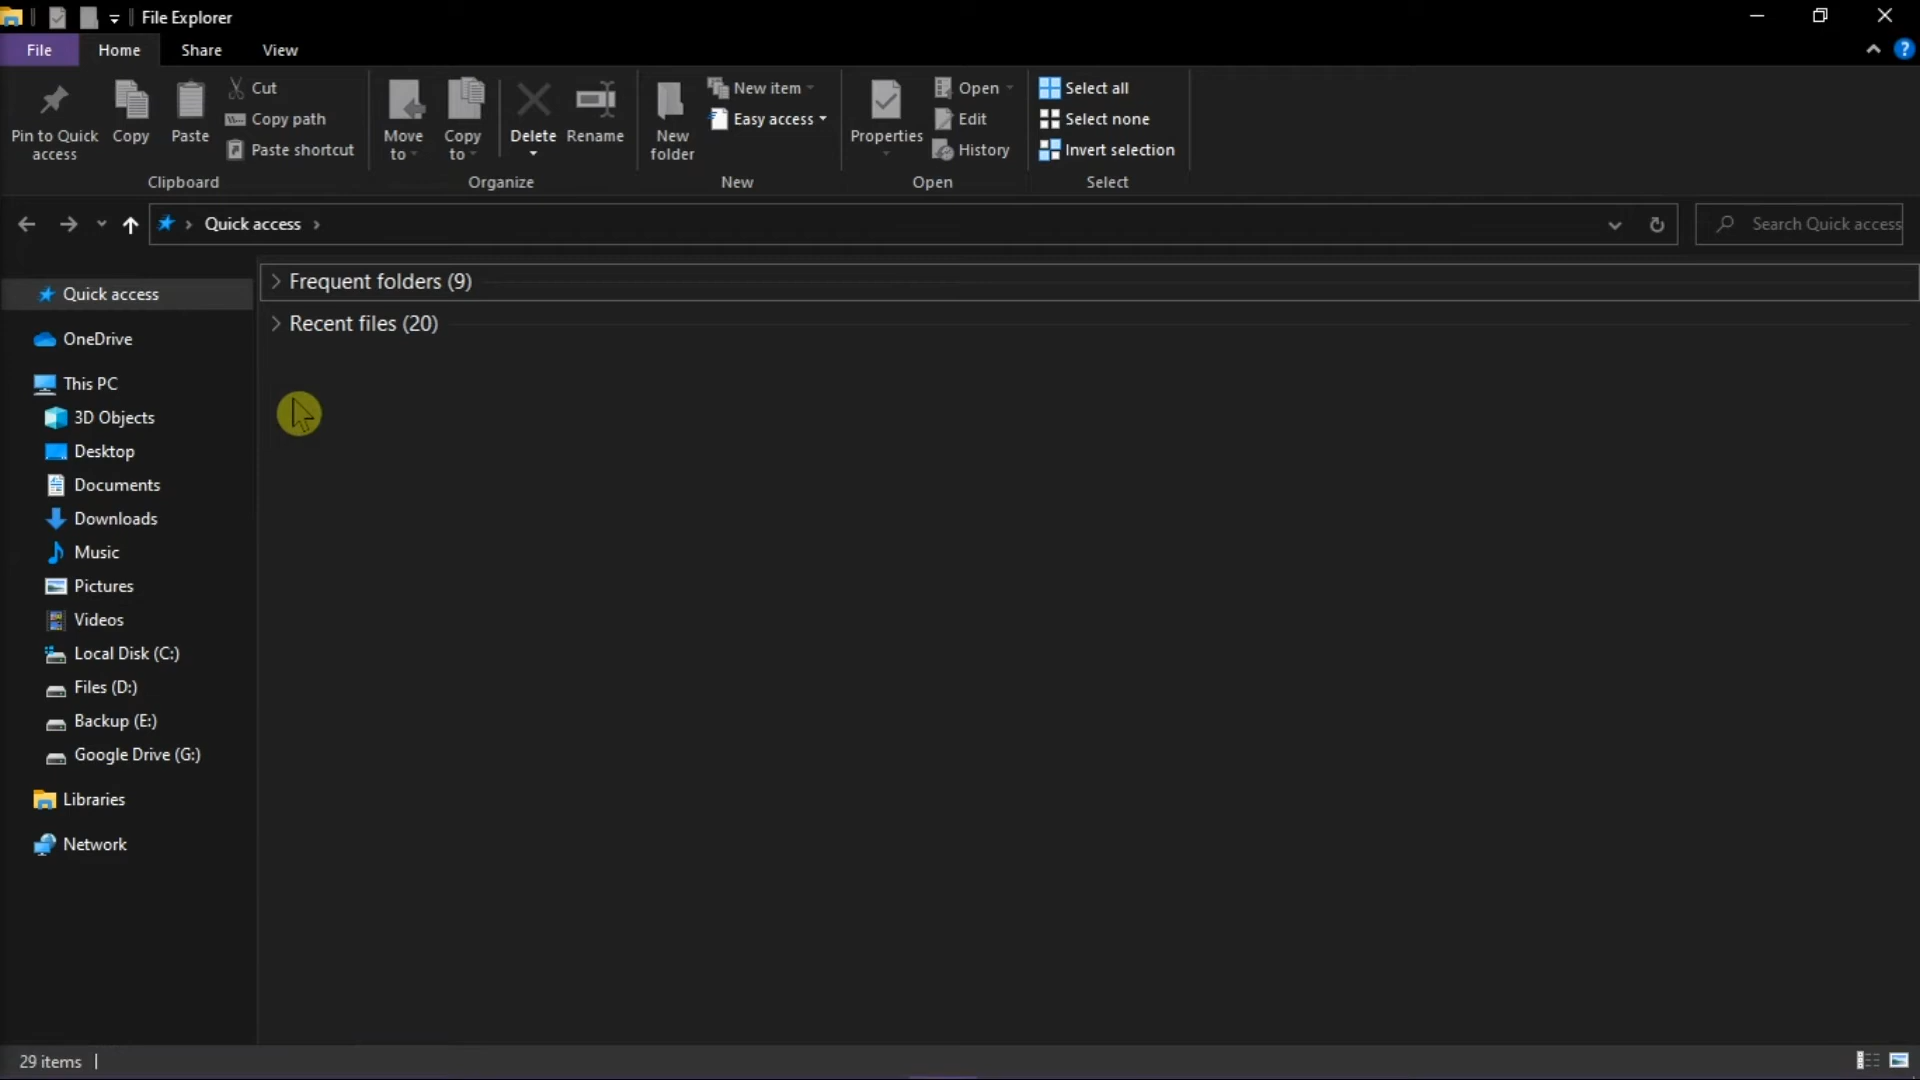 File Explorer
File Home Share View
?
Pin to Quick access
Copy
Paste
Cut
Copy path
Paste shortcut
Clipboard
Move to
Copy to
Delete
Rename
Organize
New folder
New item
Easy access
New
Properties
Open
Edit
History
Open
Select all
Select none
Invert selection
Select
Quick access
Search Quick access
Quick access
OneDrive
This PC
3D Objects
Desktop
Documents
Downloads
Music
Pictures
Videos
Local Disk (C:)
Files (D:)
Backup (E:)
Google Drive (G:)
Libraries
Network
Frequent folders (9)
Recent files (20)
29 items